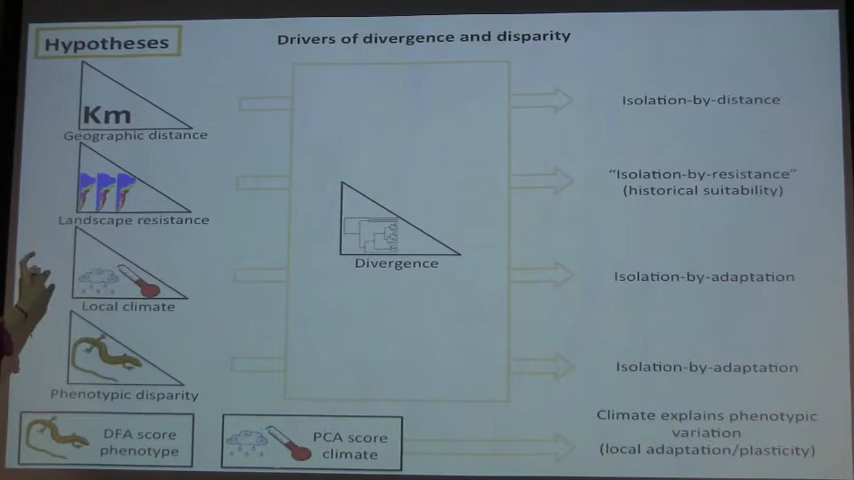 Hypotheses
Drivers of divergence and disparity
Km
Geographic distance
Isolation-by-distance
Landscape resistance
"Isolation-by-resistance"
(historical suitability)
Divergence
Local climate
Isolation-by-adaptation
Phenotypic disparity
Isolation-by-adaptation
DFA score
phenotype
PCA score
climate
Climate explains phenotypic
variation
(local adaptation/plasticity)